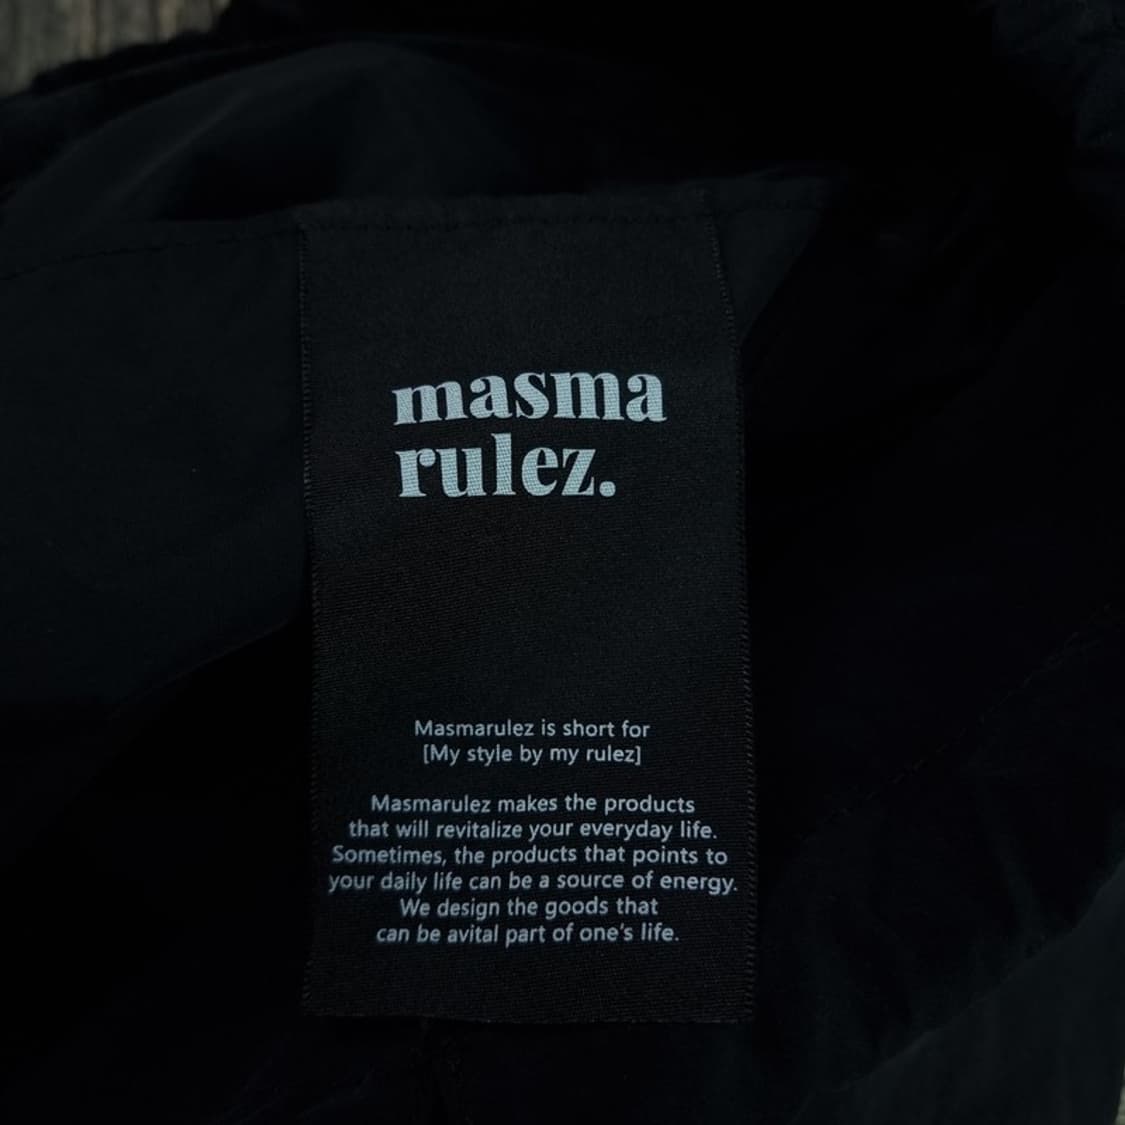 masma
rulez.
Masmarulez is short for
[My style by my rulez]
Masmarulez makes the products
that will revitalize your everyday life.
Sometimes, the products that points to
your daily life can be a source of energy.
We design the goods that
can be avital part of one's life.